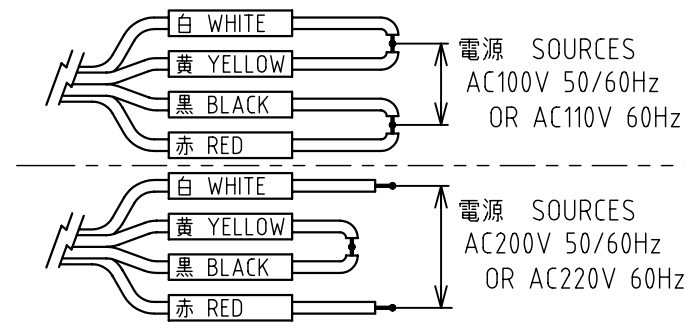 白 WHITE
黄 YELLOW
黒 BLACK
赤 RED
電源 SOURCES
AC100V 50/60Hz
OR AC110V 60Hz
白 WHITE
黄 YELLOW
黒 BLACK
赤 RED
電源 SOURCES
AC200V 50/60Hz
OR AC220V 60Hz